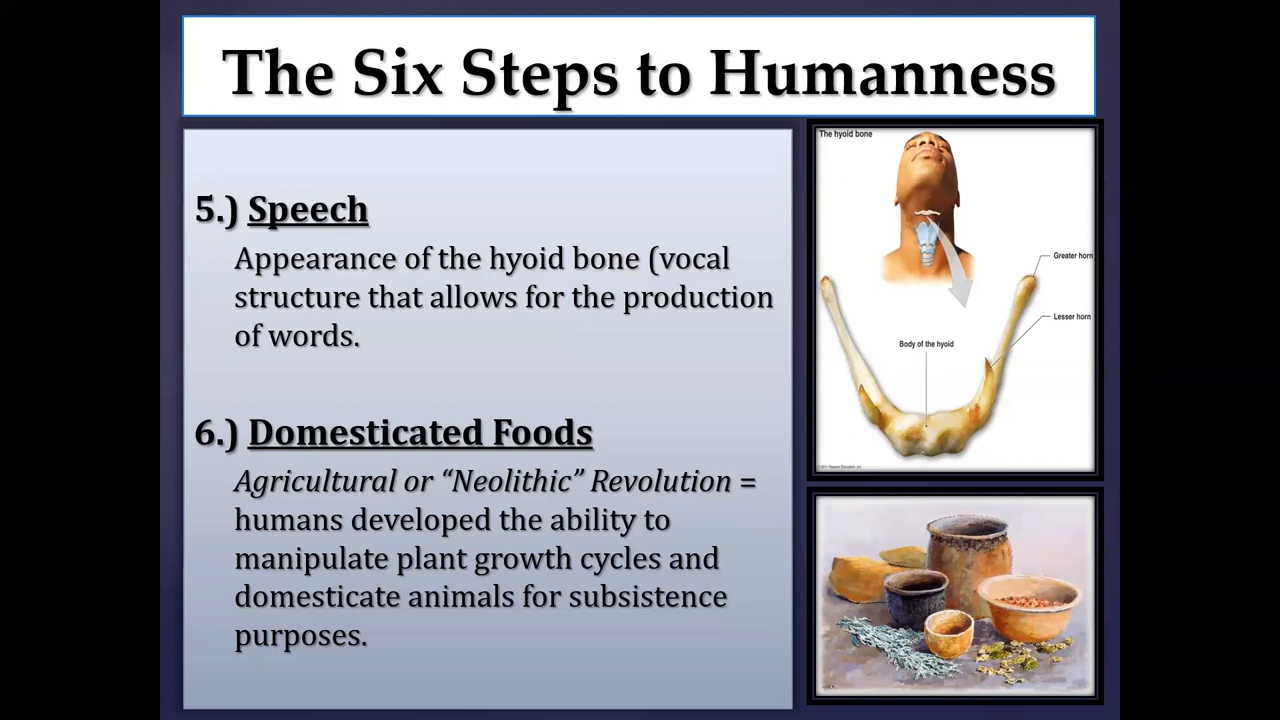 The Six Steps to Humanness
5.) Speech
Appearance of the hyoid bone (vocal
structure that allows for the production
of words.
6.) Domesticated Foods
Agricultural or “Neolithic” Revolution =
humans developed the ability to
manipulate plant growth cycles and
domesticate animals for subsistence
purposes.
The hyoid bone
Greater horn
Lesser horn
Body of the hyoid